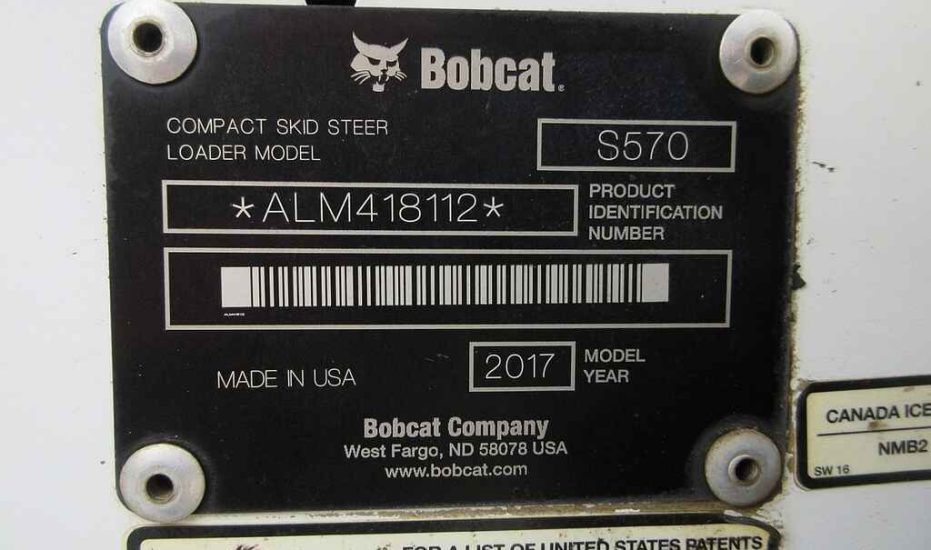 Bobcat®
COMPACT SKID STEER
LOADER MODEL
S570
*ALM418112*
PRODUCT
IDENTIFICATION
NUMBER
MADE IN USA
2017
MODEL
YEAR
Bobcat Company
West Fargo, ND 58078 USA
www.bobcat.com
CANADA ICE
NMB2
SW 16
FOR A LIST OF UNITED STATES PATENTS